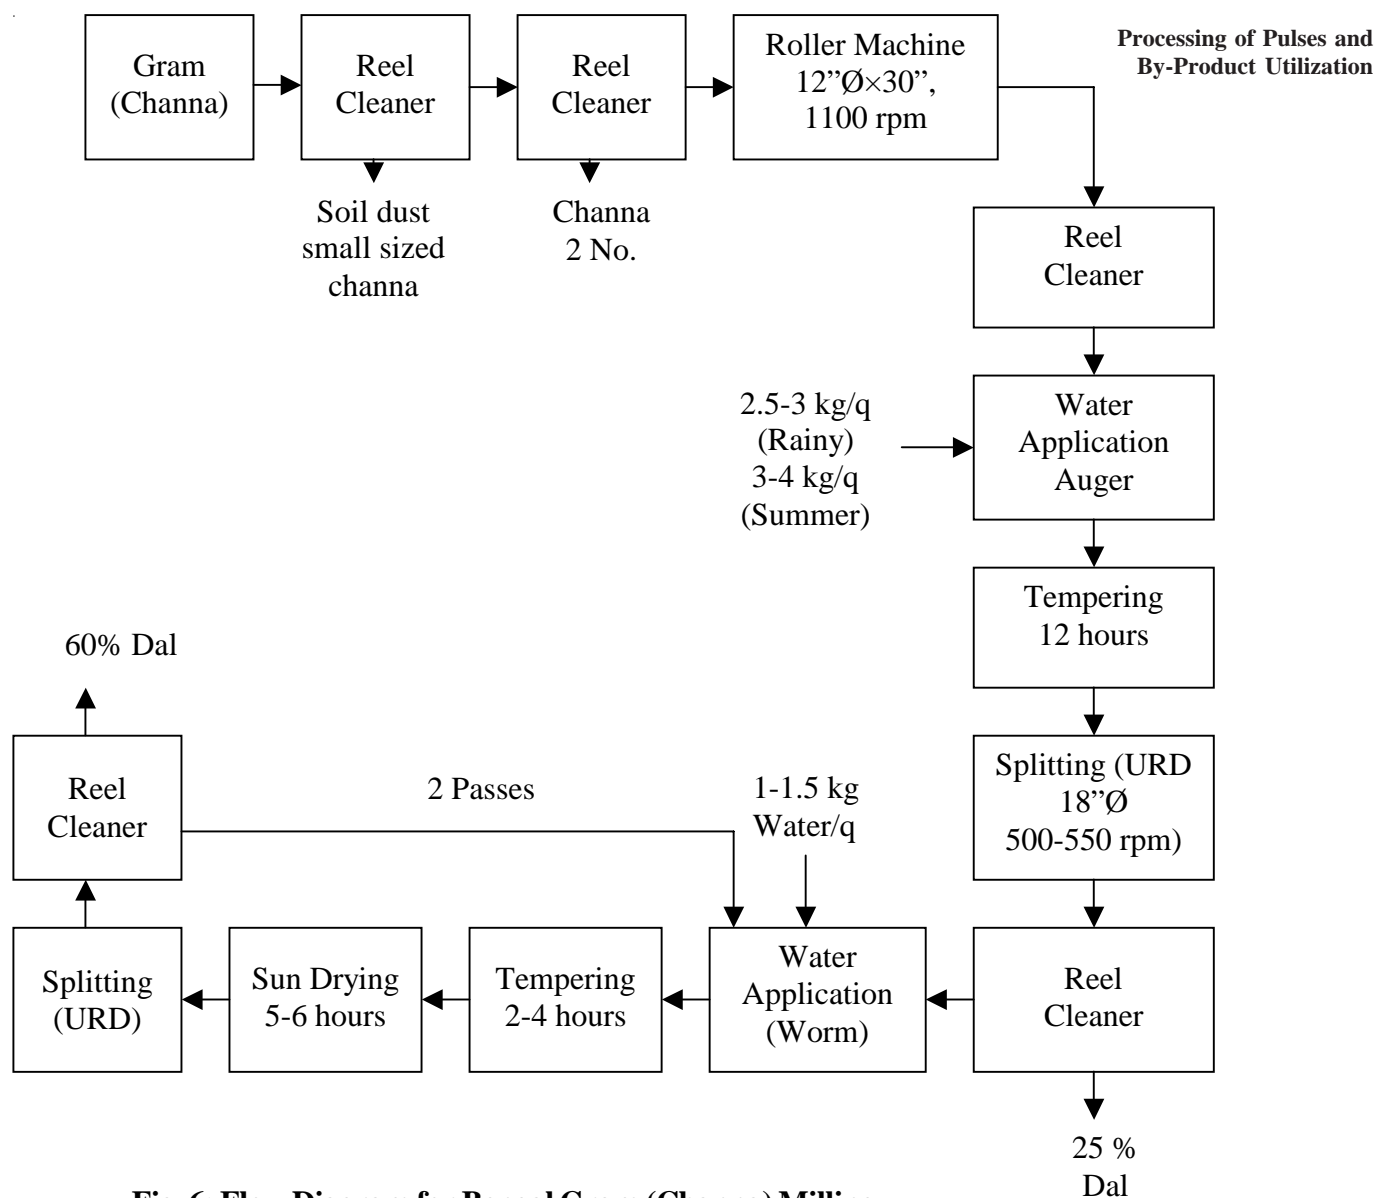 Processing of Pulses and
By-Product Utilization
Gram
(Channa)
Reel
Cleaner
Reel
Cleaner
Roller Machine
12”Ø×30”,
1100 rpm
Soil dust
small sized
channa
Channa
2 No.
Reel
Cleaner
2.5-3 kg/q
(Rainy)
3-4 kg/q
(Summer)
Water
Application
Auger
Tempering
12 hours
Splitting (URD
18”Ø
500-550 rpm)
Reel
Cleaner
25 %
Dal
1-1.5 kg
Water/q
Water
Application
(Worm)
Tempering
2-4 hours
Sun Drying
5-6 hours
Splitting
(URD)
Reel
Cleaner
2 Passes
60% Dal